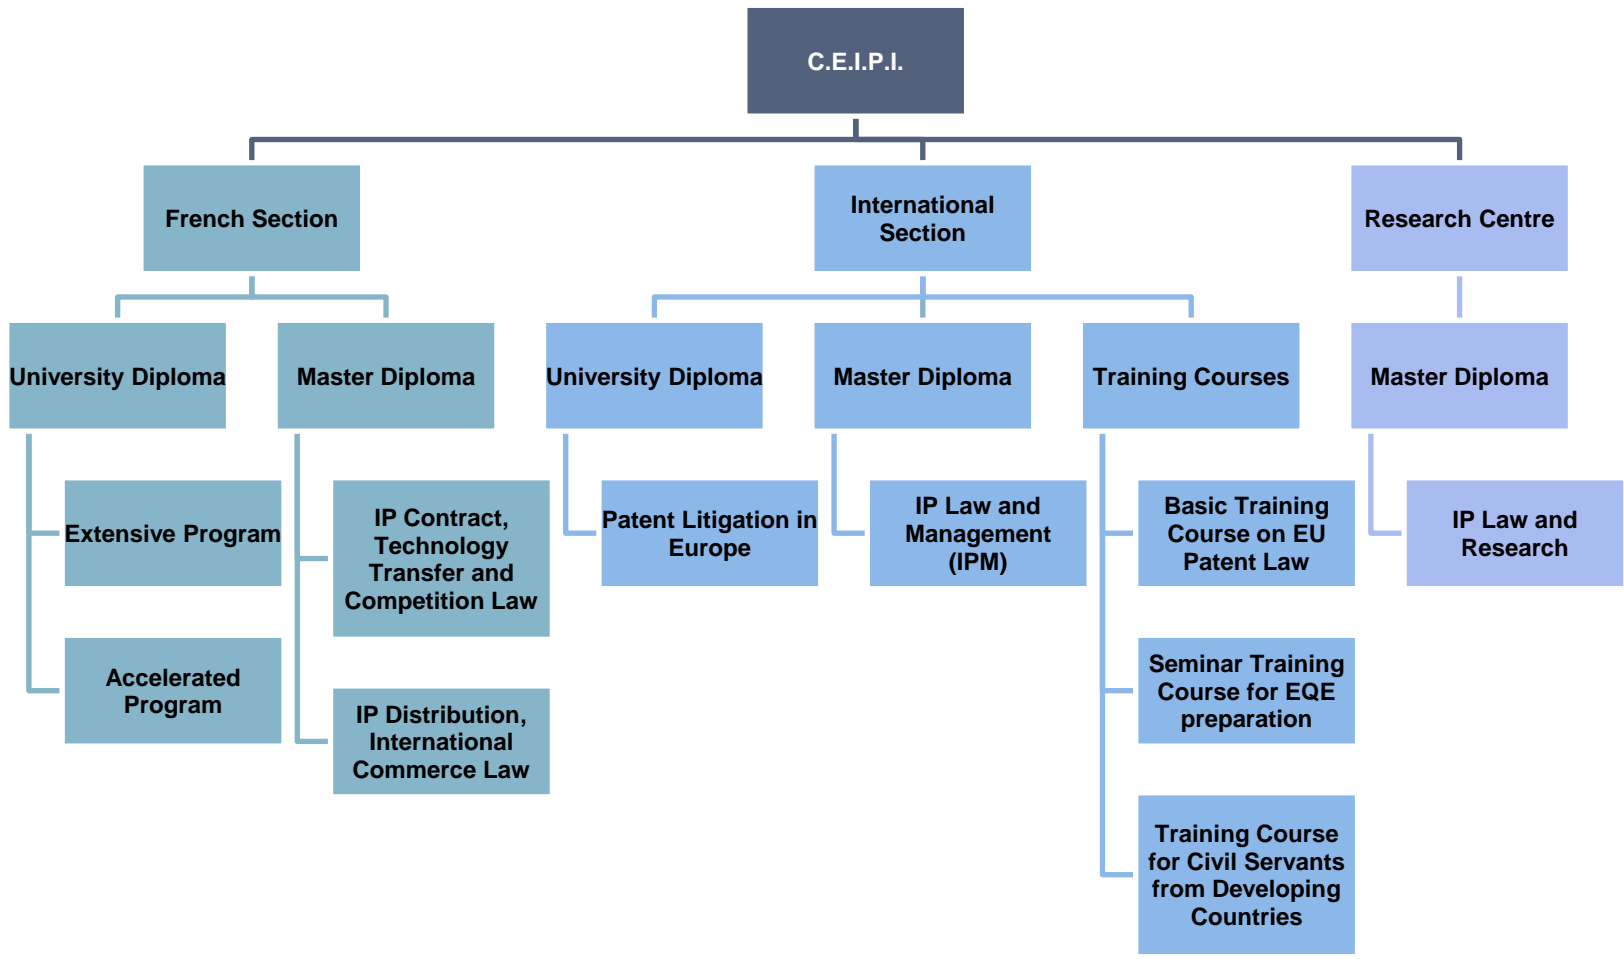 C.E.I.P.I.
French Section
International
Section
Research Centre
University Diploma
Master Diploma
University Diploma
Master Diploma
Training Courses
Master Diploma
Extensive Program
Accelerated
Program
IP Contract,
Technology
Transfer and
Competition Law
IP Distribution,
International
Commerce Law
Patent Litigation in
Europe
IP Law and
Management
(IPM)
Basic Training
Course on EU
Patent Law
Seminar Training
Course for EQE
preparation
Training Course
for Civil Servants
from Developing
Countries
IP Law and
Research